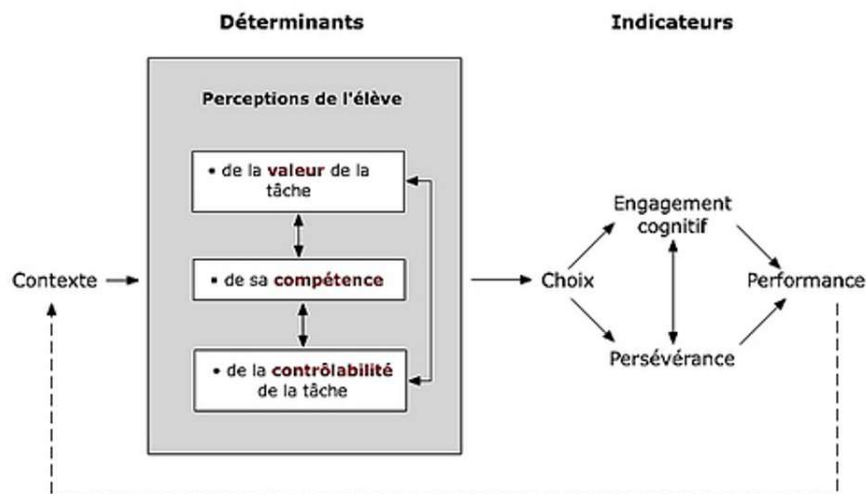 Déterminants
Indicateurs
Perceptions de l'élève
• de la valeur de la
tâche
▪ de sa compétence
• de la contrôlabilité
de la tâche
Contexte
Choix
Engagement
cognitif
Persévérance
Performance